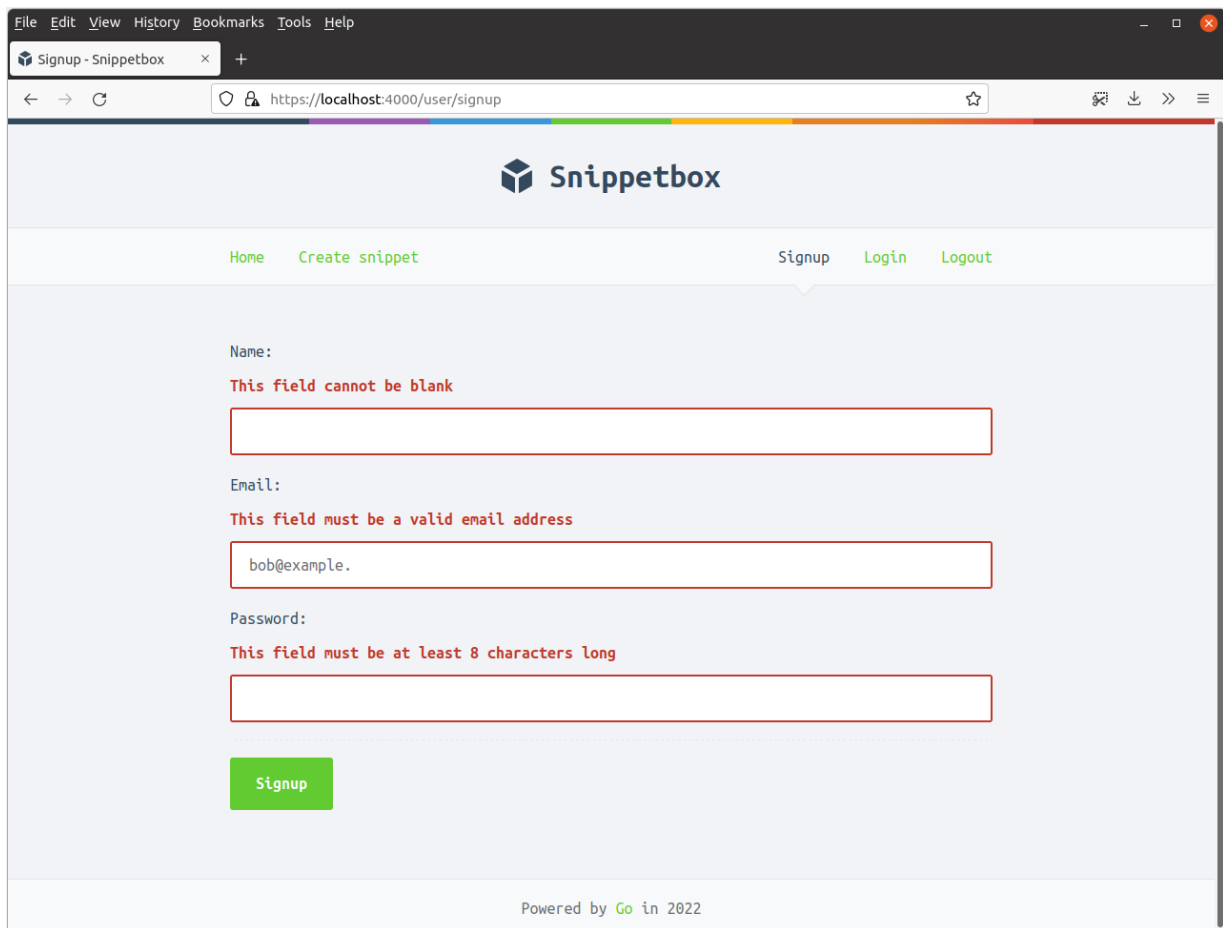 File Edit View History Bookmarks Tools Help
Signup - Snippetbox
https://localhost:4000/user/signup
Snippetbox
Home Create snippet Signup Login Logout
Name:
This field cannot be blank
Email:
This field must be a valid email address
bob@example.
Password:
This field must be at least 8 characters long
Signup
Powered by Go in 2022